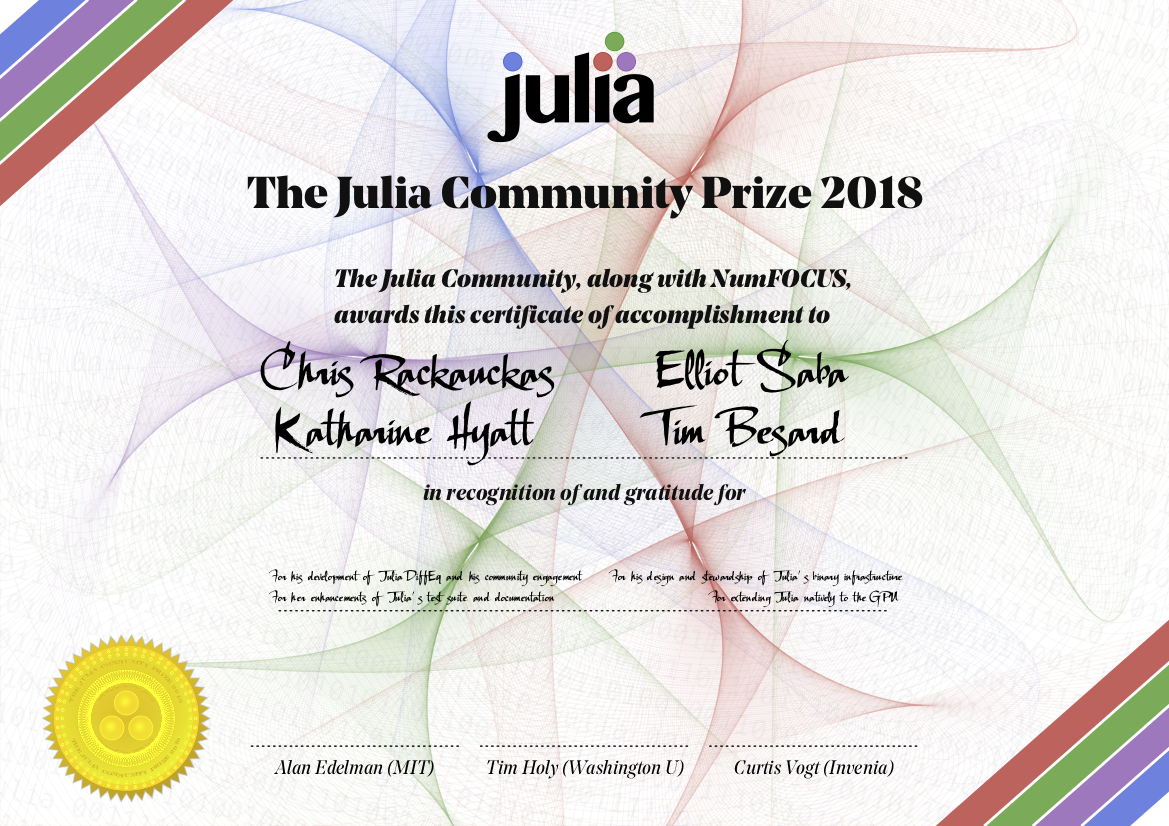 julia
The Julia Community Prize 2018
The Julia Community, along with NumFOCUS,
awards this certificate of accomplishment to
Chris Rackauckas Elliot Saba
Katharine Hyatt Tim Besard
in recognition of and gratitude for
For his development of JuliaDiffEq and his community engagement For his design and stewardship of Julia's binary infrastructure
For her enhancements of Julia's test suite and documentation For extending Julia natively to the GPU
Alan Edelman (MIT) Tim Holy (Washington U) Curtis Vogt (Invenia)